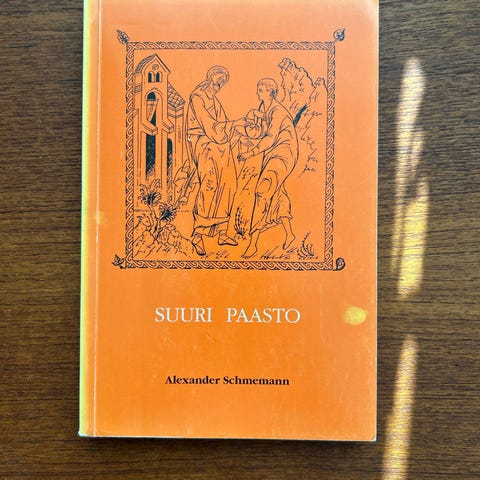 SUURI PAASTO
Alexander Schmemann